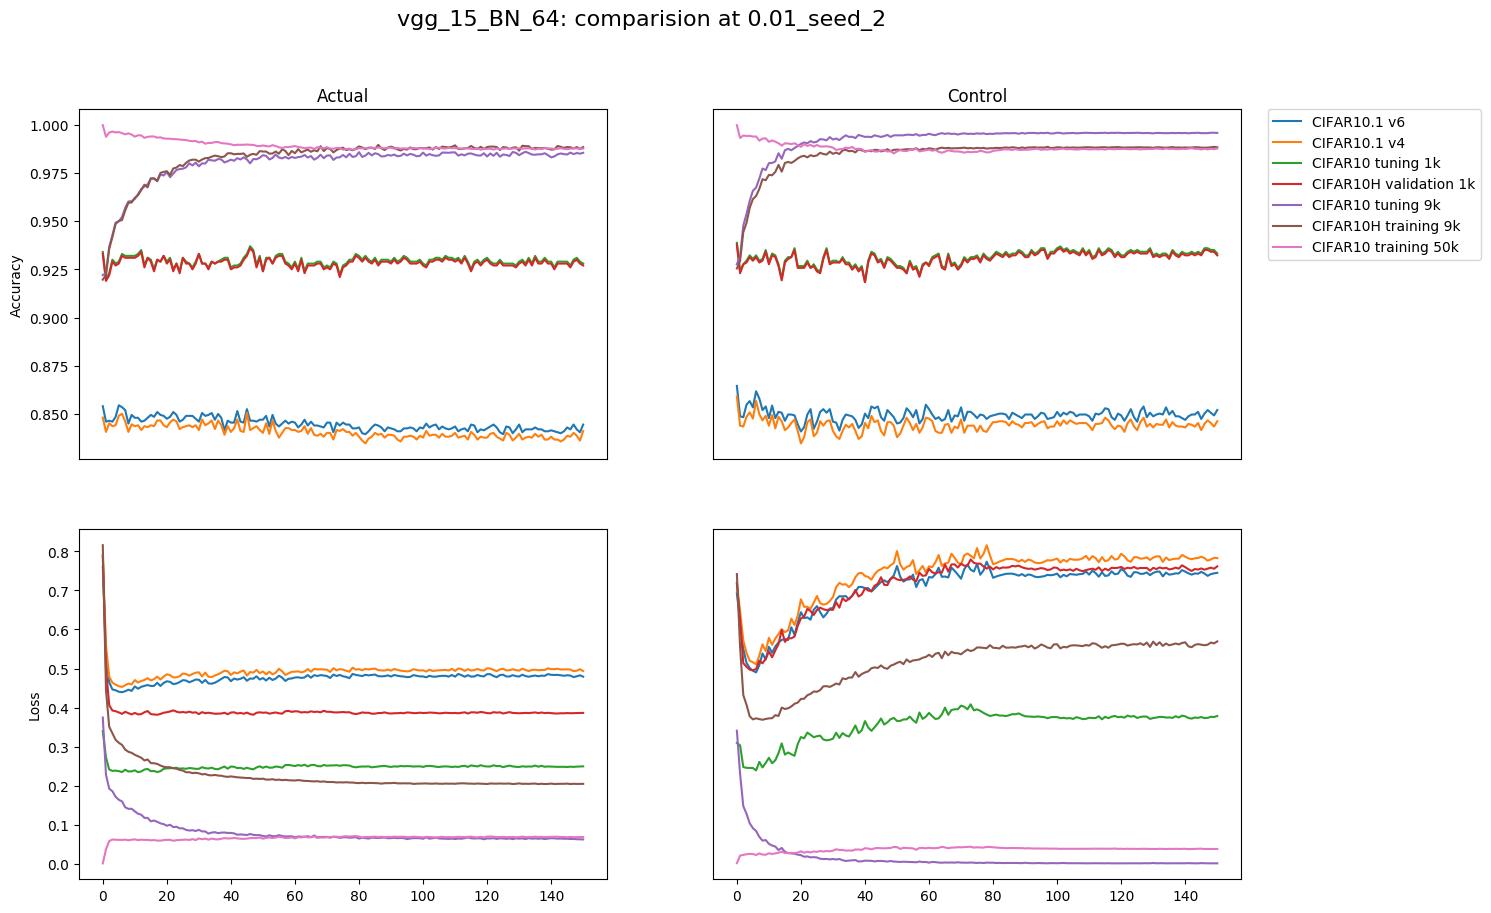 vgg_15_BN_64: comparision at 0.01_seed_2
Actual
Control
Accuracy
1.000
0.975
0.950
0.925
0.900
0.875
0.850
CIFAR10.1 v6
CIFAR10.1 v4
CIFAR10 tuning 1k
CIFAR10H validation 1k
CIFAR10 tuning 9k
CIFAR10H training 9k
CIFAR10 training 50k
Loss
0.8
0.7
0.6
0.5
0.4
0.3
0.2
0.1
0.0
0 20 40 60 80 100 120 140
0 20 40 60 80 100 120 140